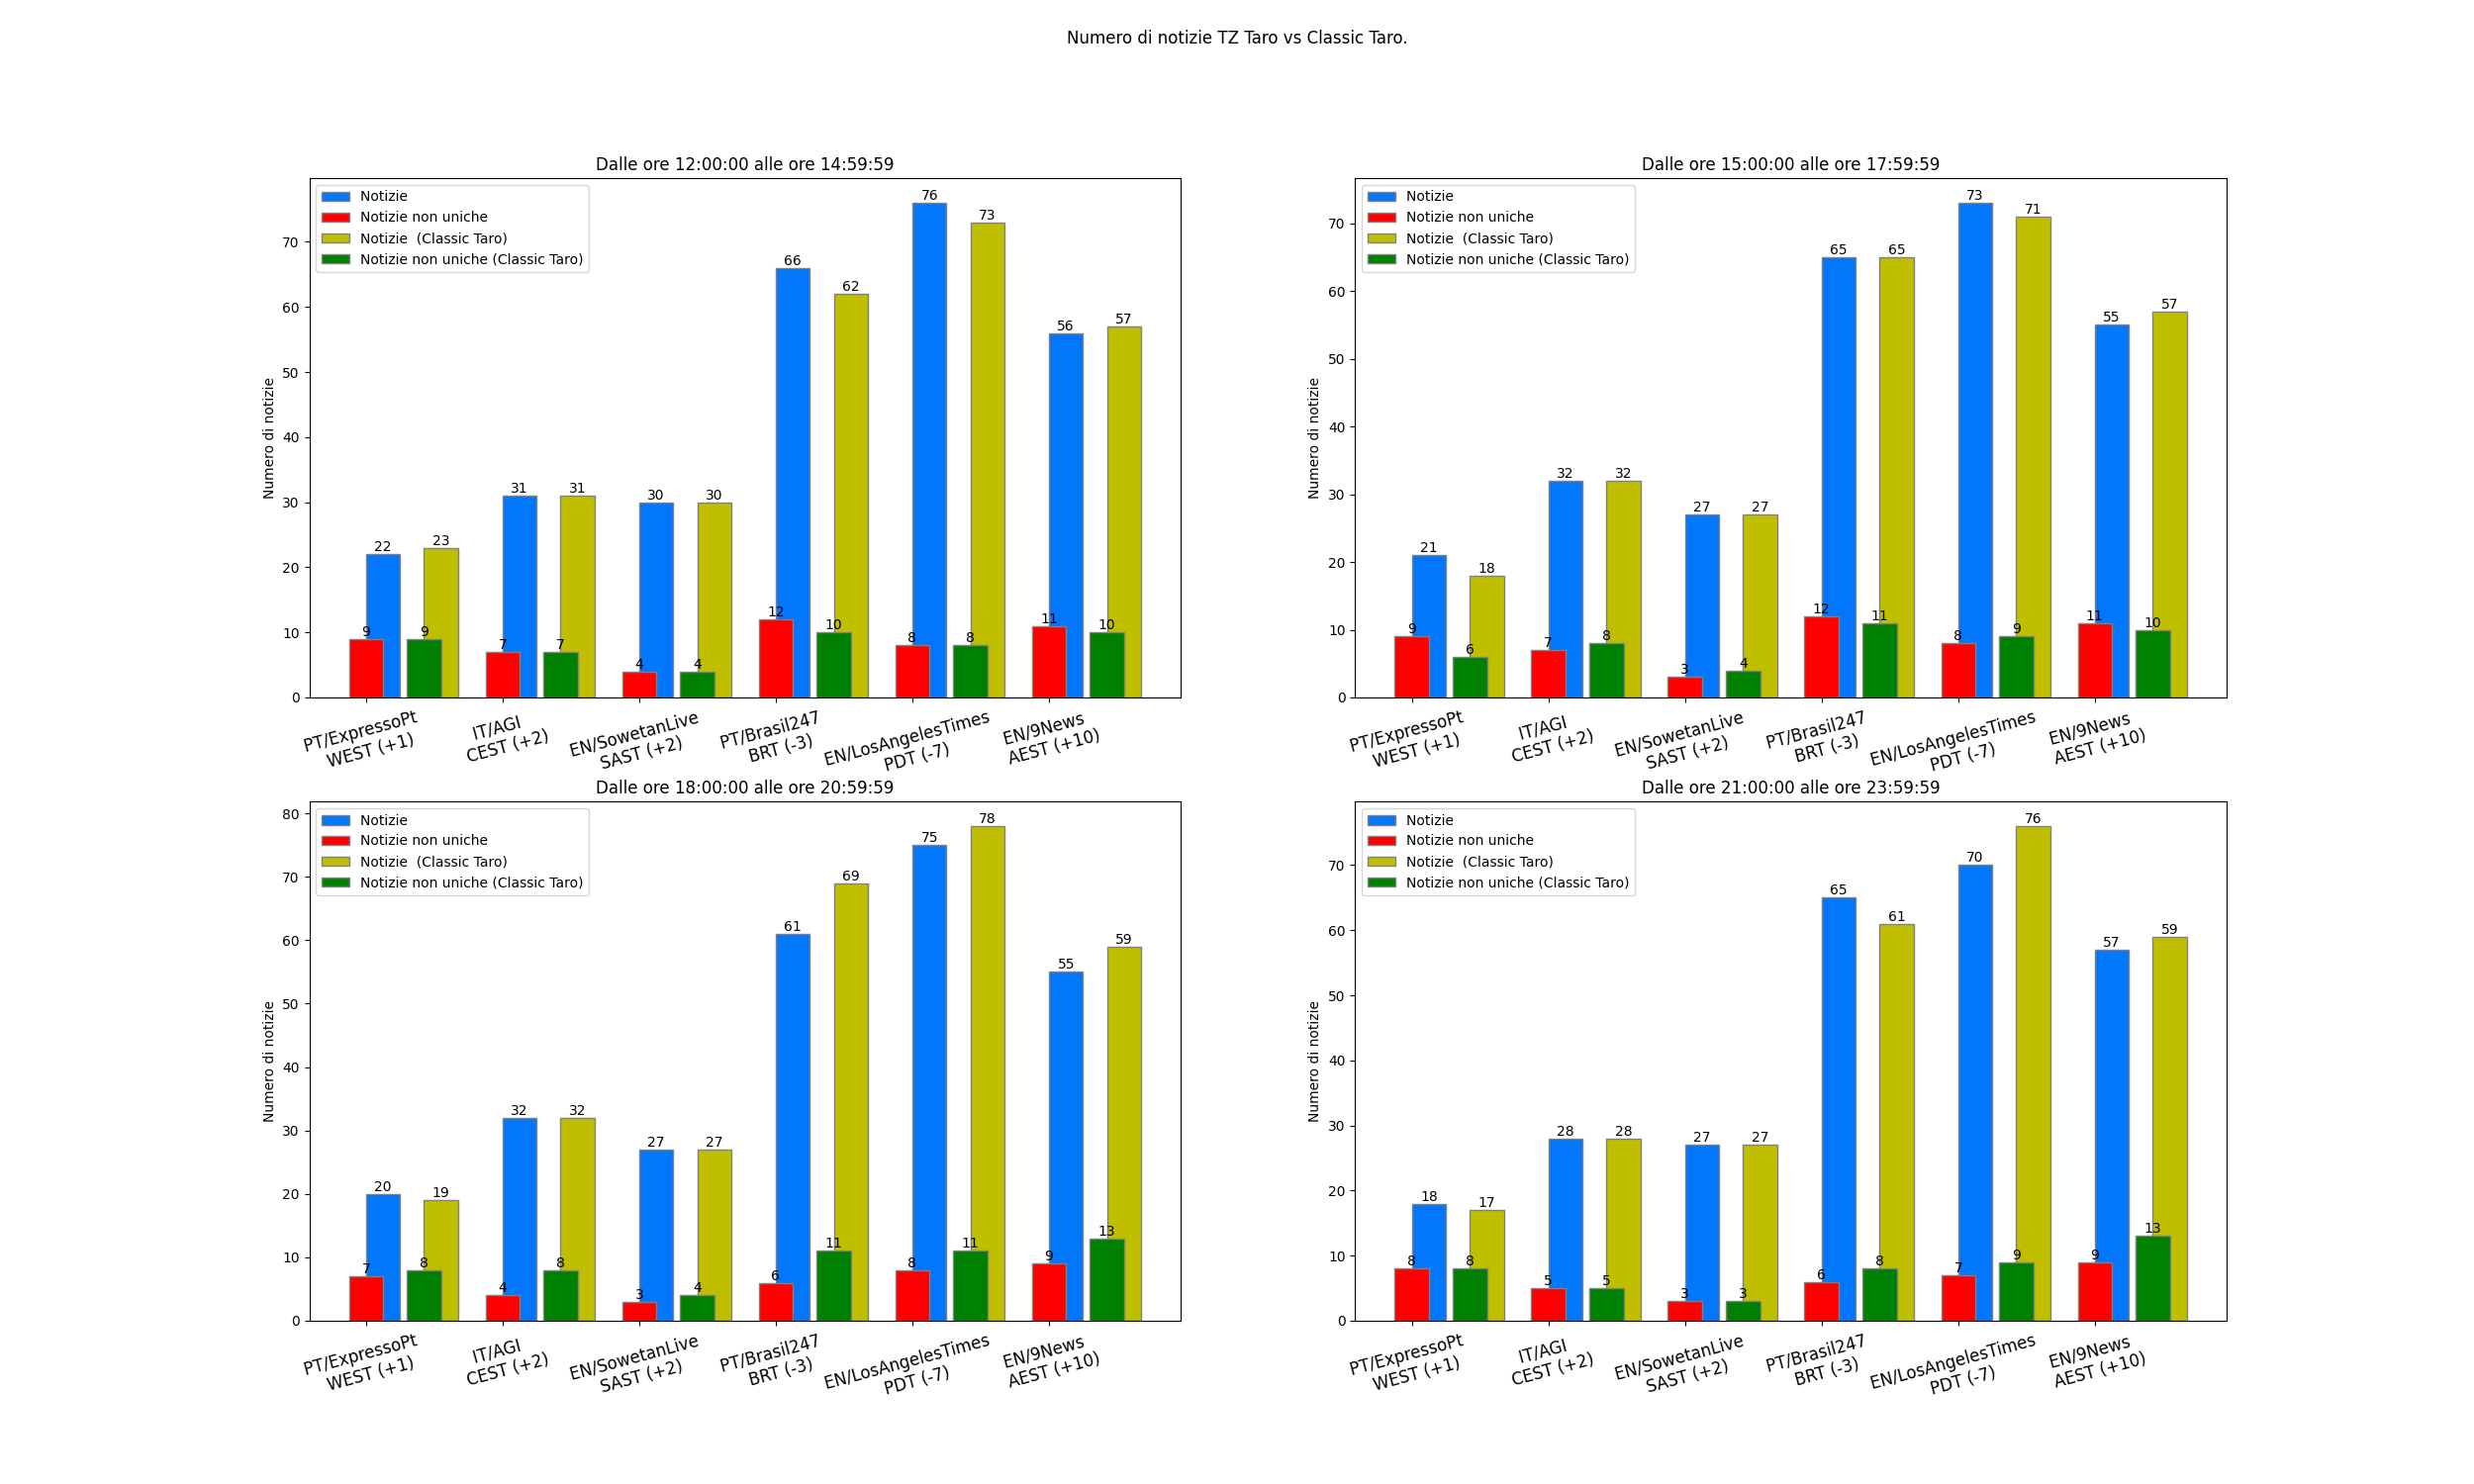 Numero di notizie TZ Taro vs Classic Taro.
Dalle ore 12:00:00 alle ore 14:59:59
Notizie
Notizie non uniche
Notizie  (Classic Taro)
Notizie non uniche (Classic Taro)
Numero di notizie
70
60
50
40
30
20
10
0
22
9
23
9
31
7
31
7
30
4
30
4
66
12
62
10
76
8
73
8
56
11
57
10
PT/ExpressoPt
WEST (+1)
IT/AGI
CEST (+2)
EN/SowetanLive
SAST (+2)
PT/Brasil247
BRT (-3)
EN/LosAngelesTimes
PDT (-7)
EN/9News
AEST (+10)
Dalle ore 15:00:00 alle ore 17:59:59
Notizie
Notizie non uniche
Notizie  (Classic Taro)
Notizie non uniche (Classic Taro)
Numero di notizie
70
60
50
40
30
20
10
0
21
9
18
6
32
7
32
8
27
3
27
4
65
12
65
11
73
8
71
9
55
11
57
10
PT/ExpressoPt
WEST (+1)
IT/AGI
CEST (+2)
EN/SowetanLive
SAST (+2)
PT/Brasil247
BRT (-3)
EN/LosAngelesTimes
PDT (-7)
EN/9News
AEST (+10)
Dalle ore 18:00:00 alle ore 20:59:59
Notizie
Notizie non uniche
Notizie  (Classic Taro)
Notizie non uniche (Classic Taro)
Numero di notizie
80
70
60
50
40
30
20
10
0
20
7
19
8
32
4
32
8
27
3
27
4
61
6
69
11
75
8
78
11
55
9
59
13
PT/ExpressoPt
WEST (+1)
IT/AGI
CEST (+2)
EN/SowetanLive
SAST (+2)
PT/Brasil247
BRT (-3)
EN/LosAngelesTimes
PDT (-7)
EN/9News
AEST (+10)
Dalle ore 21:00:00 alle ore 23:59:59
Notizie
Notizie non uniche
Notizie  (Classic Taro)
Notizie non uniche (Classic Taro)
Numero di notizie
70
60
50
40
30
20
10
0
18
8
17
8
28
5
28
5
27
3
27
3
65
6
61
8
70
7
76
9
57
9
59
13
PT/ExpressoPt
WEST (+1)
IT/AGI
CEST (+2)
EN/SowetanLive
SAST (+2)
PT/Brasil247
BRT (-3)
EN/LosAngelesTimes
PDT (-7)
EN/9News
AEST (+10)